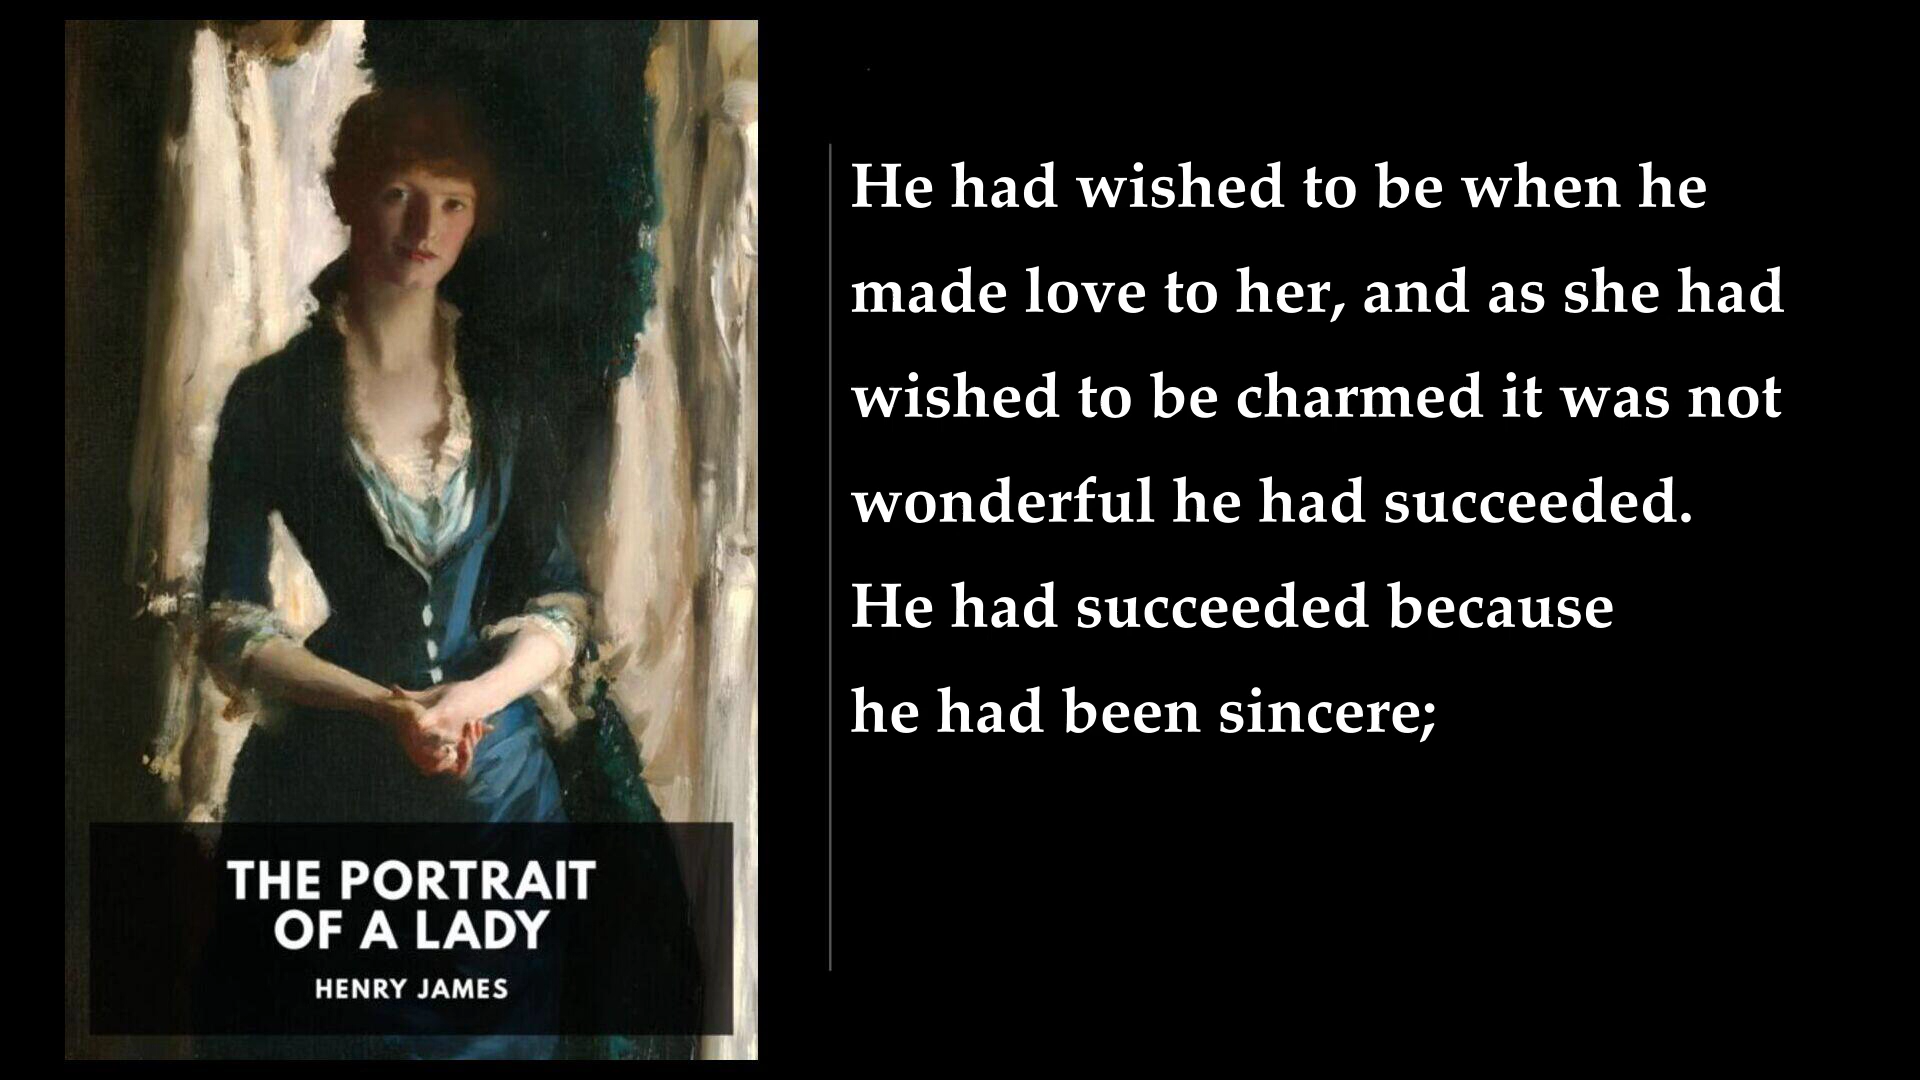 THE PORTRAIT
OF A LADY
HENRY JAMES
He had wished to be when he
made love to her, and as she had
wished to be charmed it was not
wonderful he had succeeded.
He had succeeded because
he had been sincere;